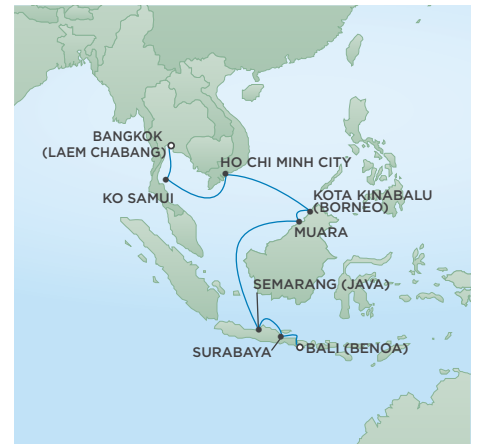 BANGKOK
(LAEM CHABANG)
HO CHI MINH CITY
KO SAMUI
KOTA KINABALU
(BORNEO)
MUARA
SEMARANG (JAVA)
SURABAYA
BALI (BENOA)